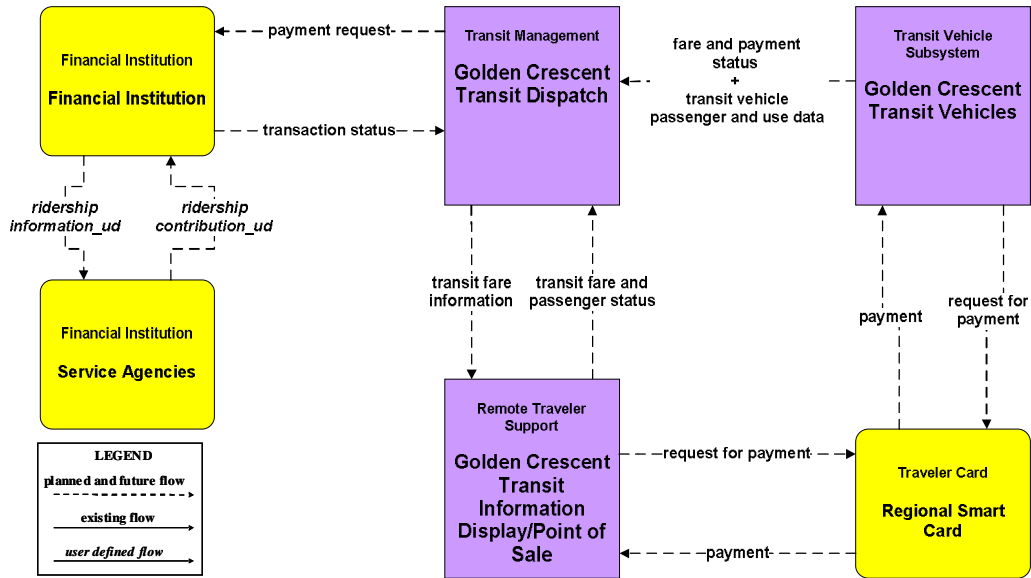 Financial Institution
Financial Institution
payment request
transaction status
Transit Management
Golden Crescent
Transit Dispatch
fare and payment
status
+
transit vehicle
passenger and use data
Transit Vehicle
Subsystem
Golden Crescent
Transit Vehicles
ridership
information_ud
ridership
contribution_ud
transit fare
information
transit fare and
passenger status
payment
request for
payment
Financial Institution
Service Agencies
Remote Traveler
Support
Golden Crescent
Transit
Information
Display/Point of
Sale
request for payment
payment
Traveler Card
Regional Smart
Card
LEGEND
planned and future flow
existing flow
user defined flow